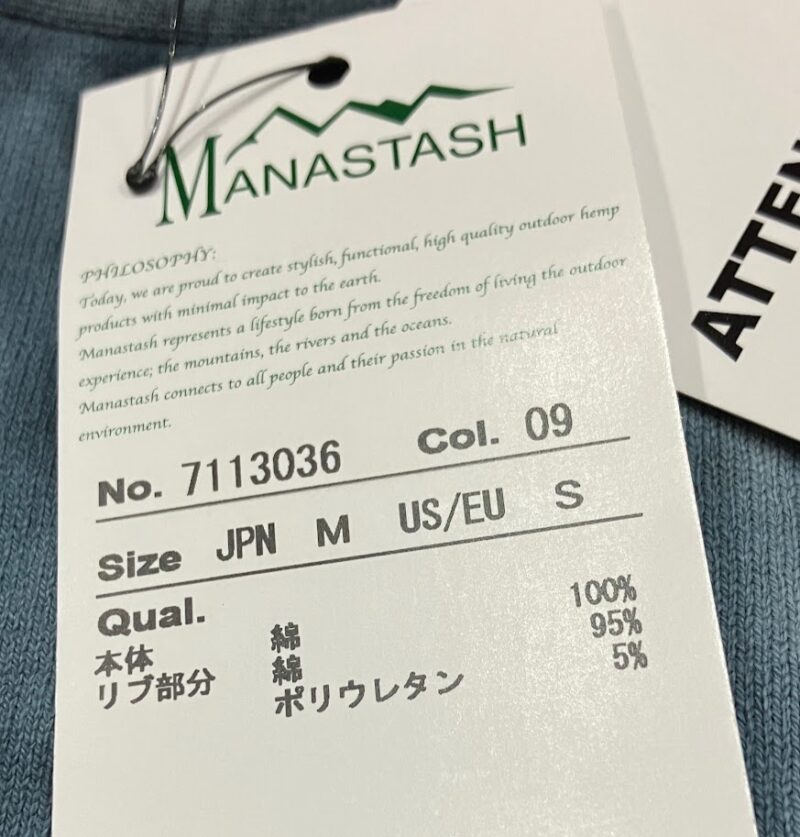 MANASTASH
PHILOSOPHY:
Today, we are proud to create stylish, functional, high quality outdoor hemp
products with minimal impact to the earth.
Manastash represents a lifestyle born from the freedom of living the outdoor
experience; the mountains, the rivers and the oceans.
Manastash connects to all people and their passion in the natural
environment.
No. 7113036 Col. 09
Size JPN M US/EU S
Qual.
本体 綿 100%
リブ部分 綿 95%
ポリウレタン 5%
ATTEN